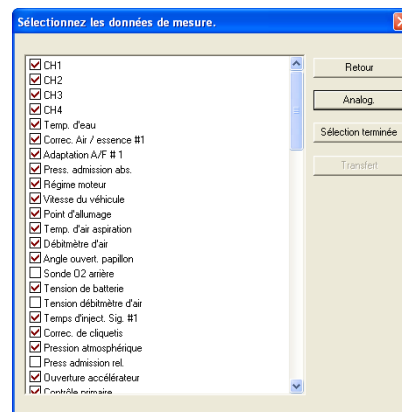 Sélectionnez les données de mesure.
CH1
CH2
CH3
CH4
Temp. d'eau
Correc. Air / essence #1
Adaptation A/F # 1
Press. admission abs.
Régime moteur
Vitesse du véhicule
Point d'allumage
Temp. d'air aspiration
Débitmètre d'air
Angle ouvert. papillon
Sonde O2 arrière
Tension de batterie
Tension débitmètre d'air
Temps d'inject. Sig. #1
Correc. de cliquetis
Pression atmosphérique
Press admission rel.
Ouverture accélérateur
Contrôle primaire
Retour
Analog.
Sélection terminée
Transfert